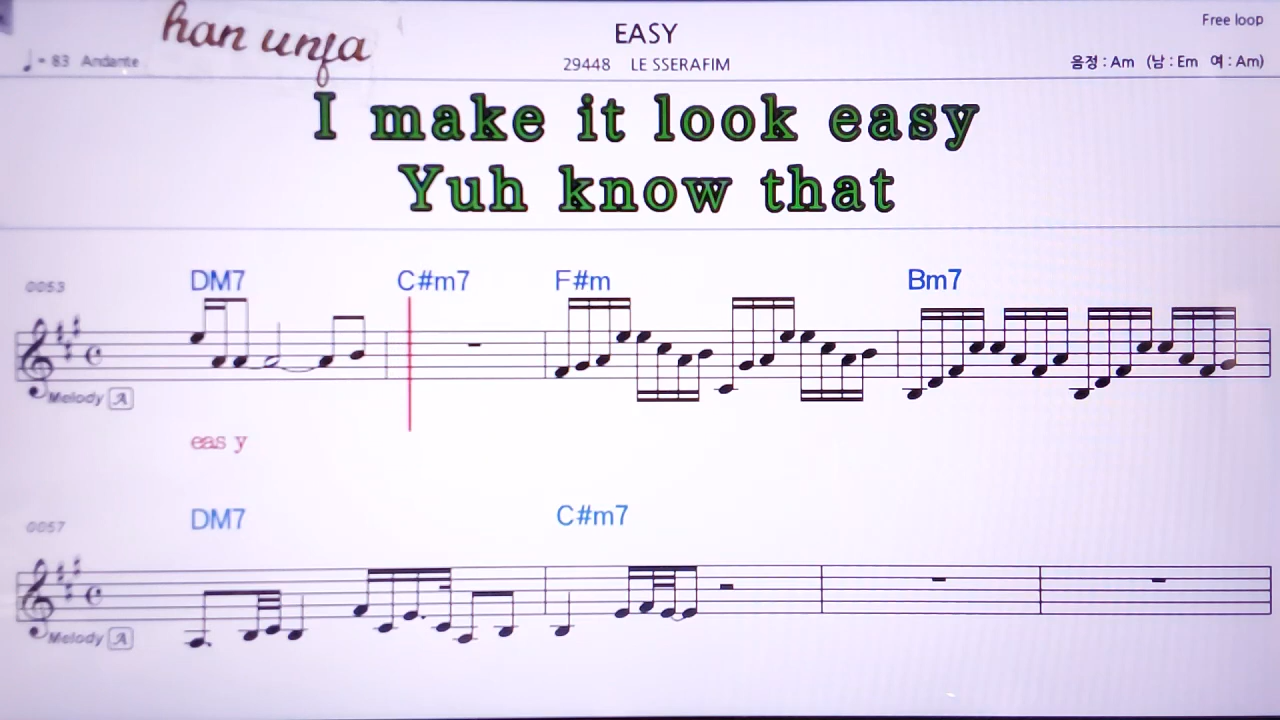 han unja
EASY
Free loop
♩= 83 Andante
29448 LE SSERAFIM
음정 : Am (남 : Em 여 : Am)
I make it look easy
Yuh know that
0053
DM7 C#m7 F#m Bm7
Melody A
eas y
0057
DM7 C#m7
Melody A